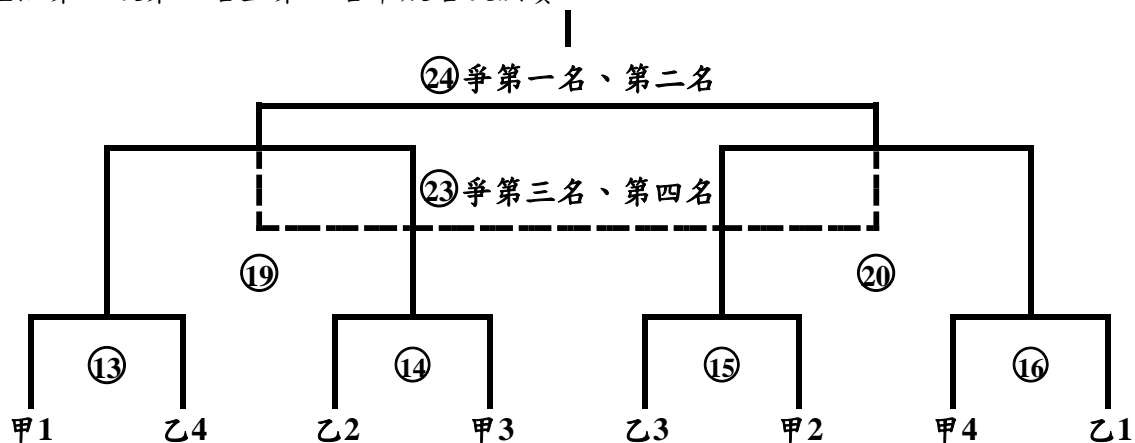 ㉔爭第一名、第二名
㉓爭第三名、第四名
⑲ ⑳
⑬ ⑭ ⑮ ⑯
甲1 乙4 乙2 甲3 乙3 甲2 甲4 乙1